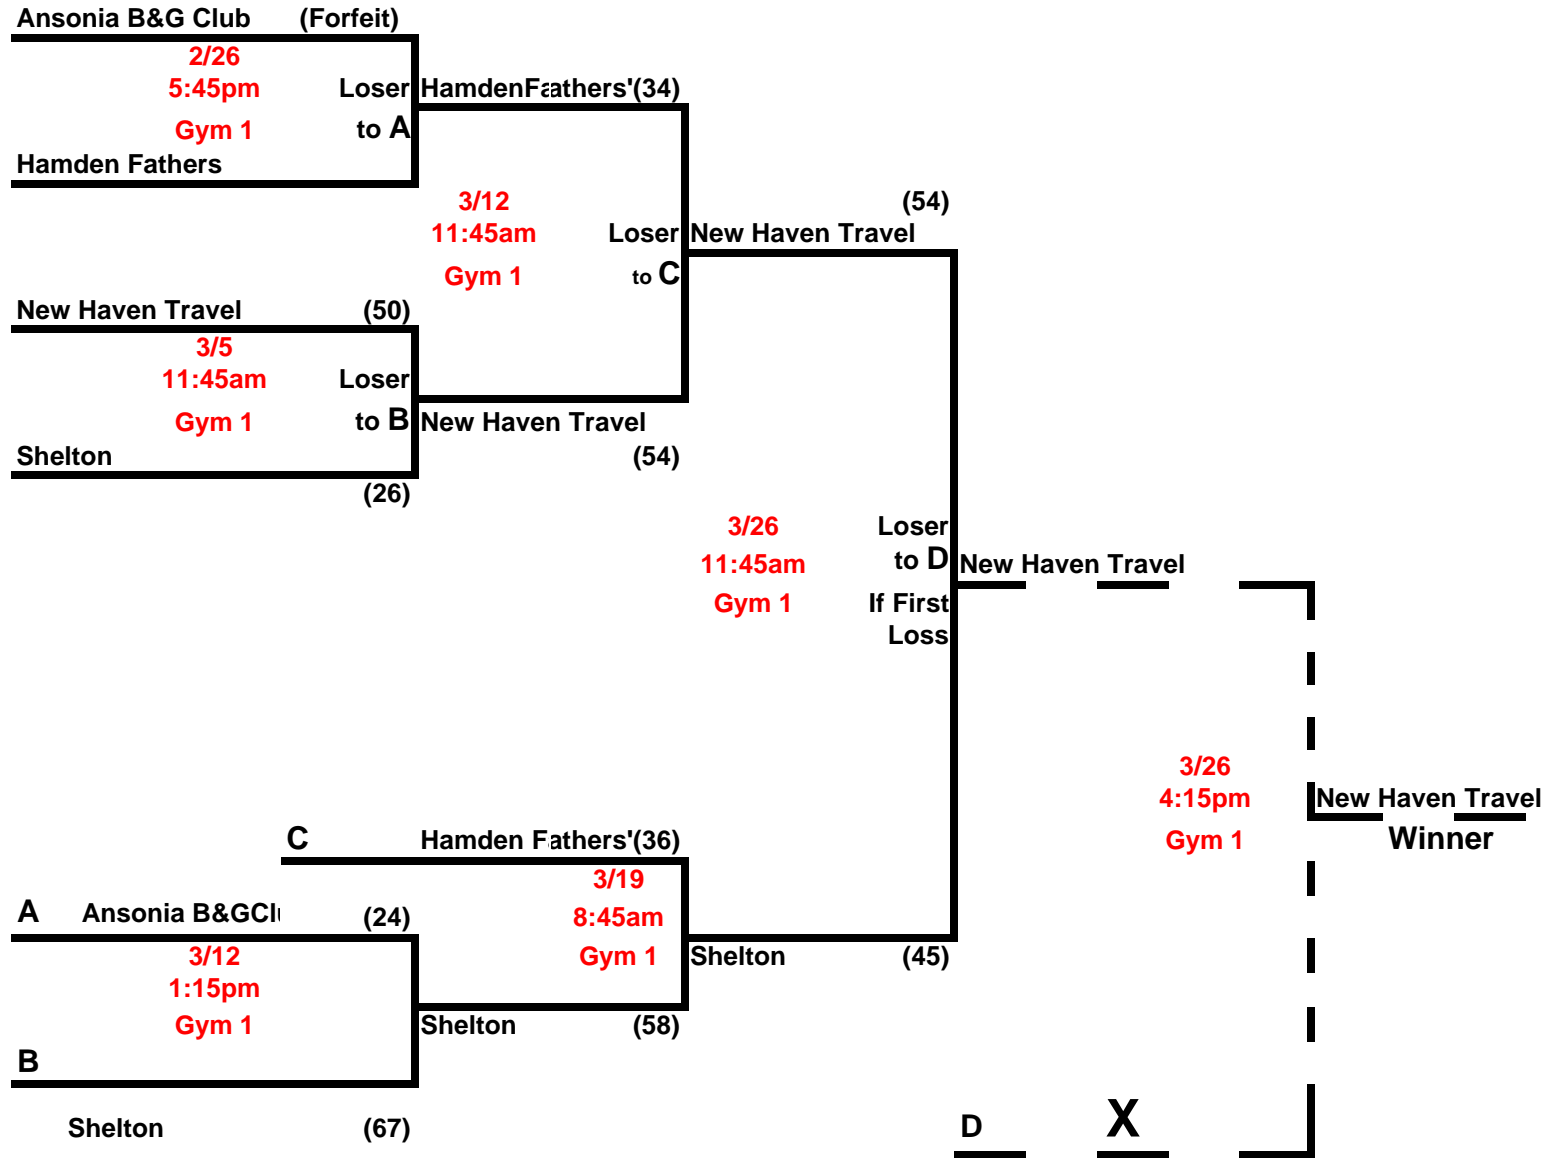 Ansonia B&G Club (Forfeit)
2/26
5:45pm Loser
Gym 1 to A
Hamden Fathers
HamdenFathers'(34)
3/12
11:45am Loser
Gym 1 to C
New Haven Travel (50)
3/5
11:45am Loser
Gym 1 to B
Shelton
(26)
New Haven Travel
(54)
(54)
New Haven Travel
3/26 Loser
11:45am to D
Gym 1 If First
Loss
New Haven Travel
3/26
4:15pm
Gym 1
New Haven Travel
Winner
C Hamden Fathers'(36)
3/19
8:45am
Gym 1
A Ansonia B&GClu (24)
3/12
1:15pm
Gym 1
B
Shelton (67)
Shelton (58)
Shelton (45)
D X